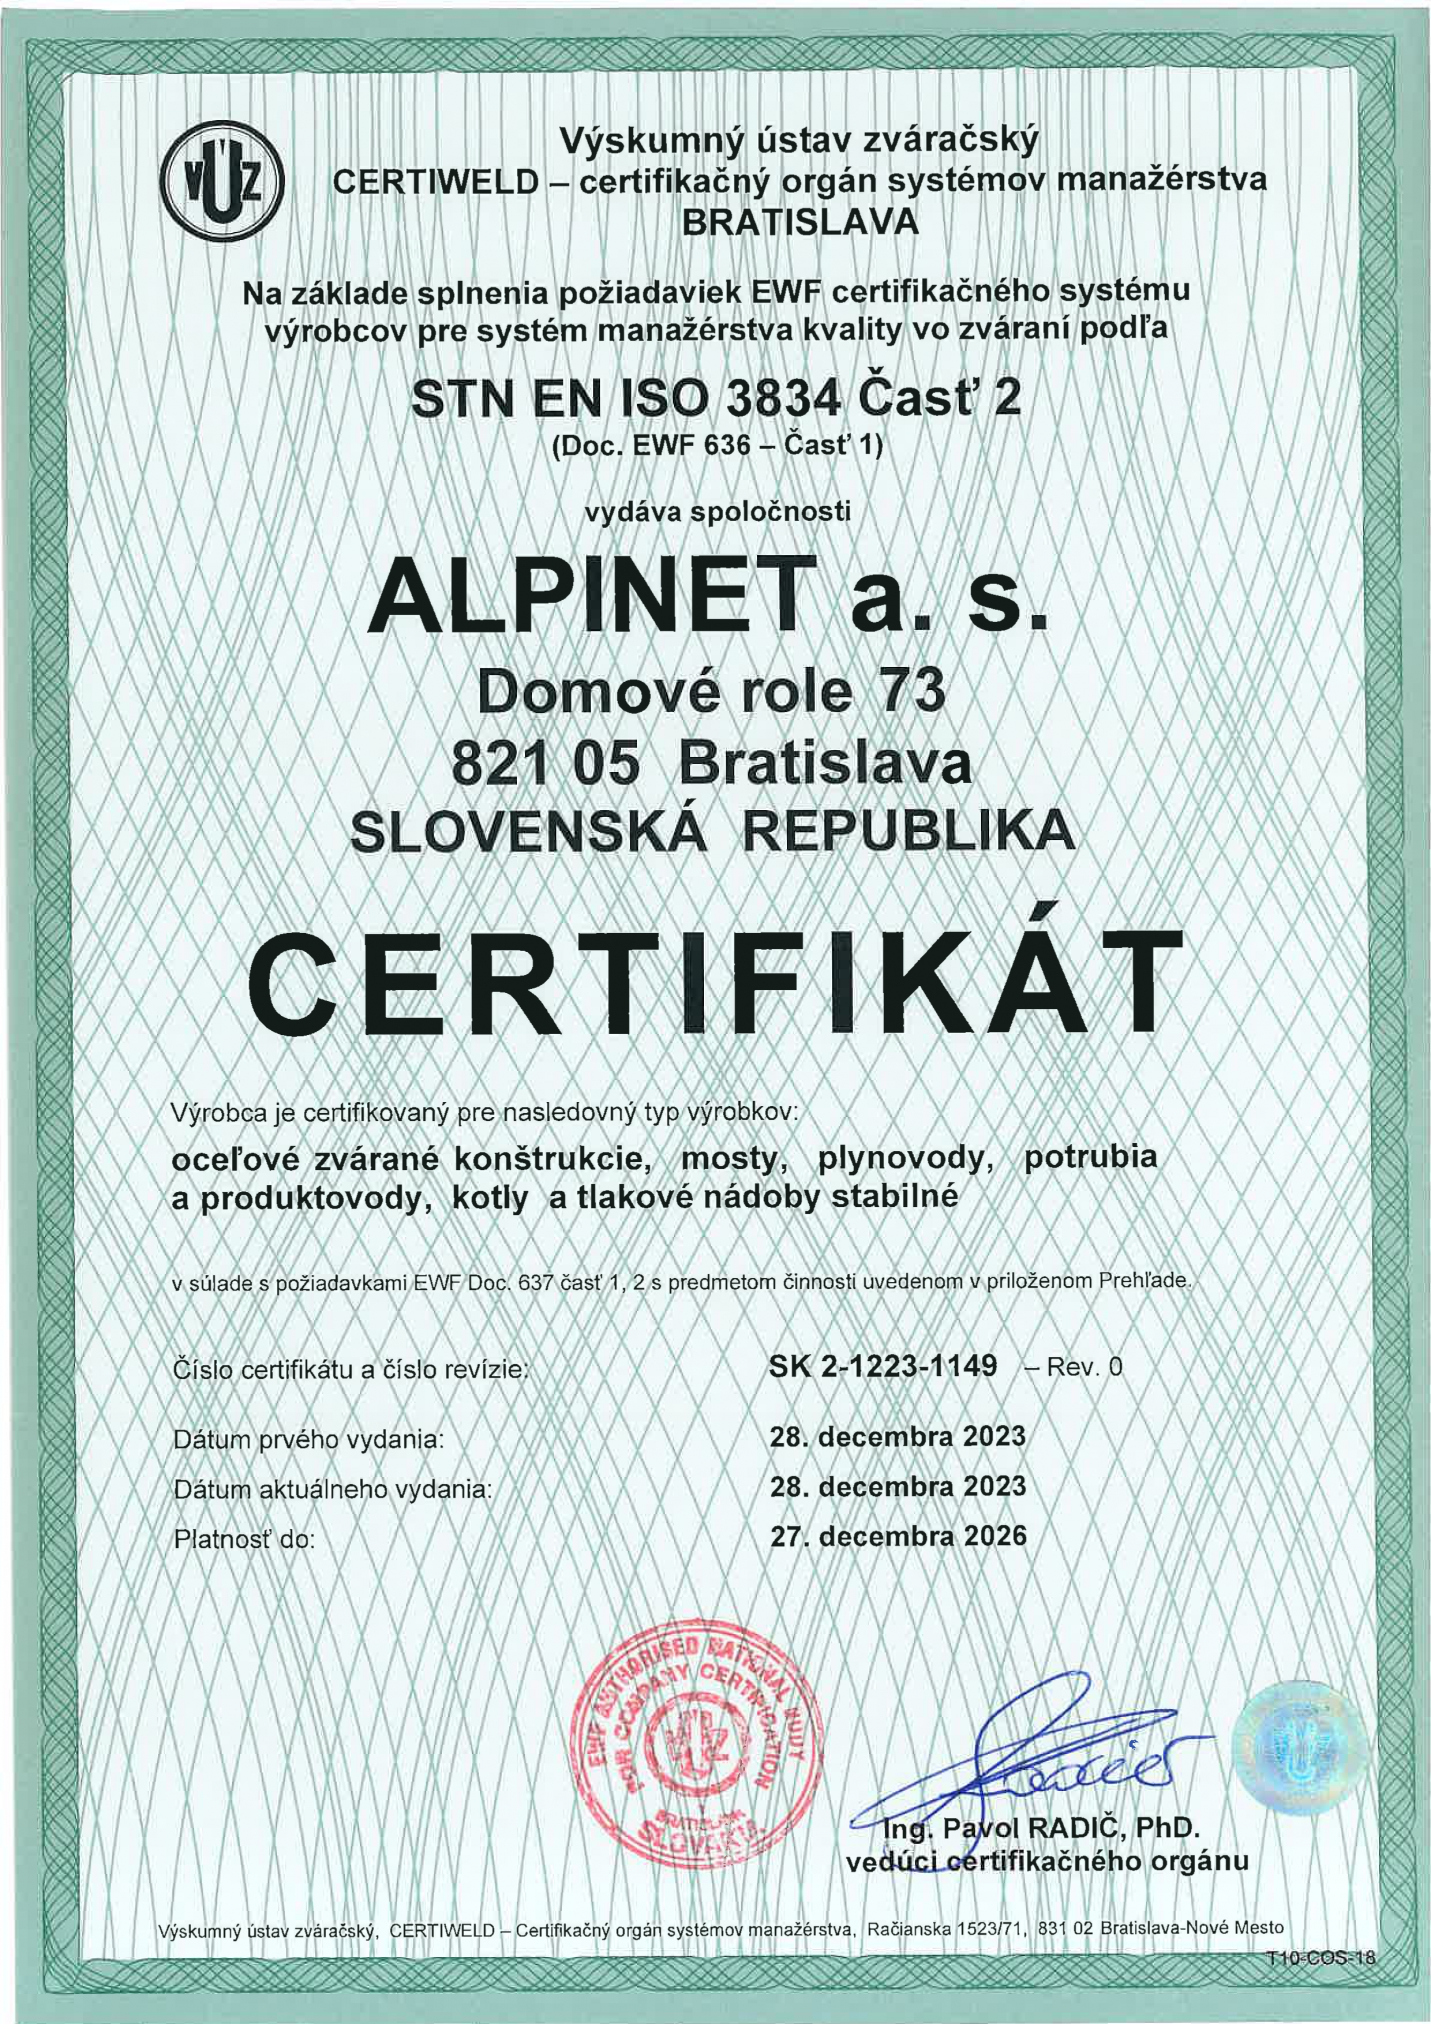 VÚZ
Výskumný ústav zváračský
CERTIWELD – certifikačný orgán systémov manažérstva
BRATISLAVA
Na základe splnenia požiadaviek EWF certifikačného systému
výrobcov pre systém manažérstva kvality vo zváraní podľa
STN EN ISO 3834 Časť 2
(Doc. EWF 636 – Časť 1)
vydáva spoločnosti
ALPINET a. s.
Domové role 73
821 05 Bratislava
SLOVENSKÁ REPUBLIKA
CERTIFIKÁT
Výrobca je certifikovaný pre nasledovný typ výrobkov:
oceľové zvárané konštrukcie, mosty, plynovody, potrubia
a produktovody, kotly a tlakové nádoby stabilné
v súlade s požiadavkami EWF Doc. 637 časť 1, 2 s predmetom činnosti uvedenom v priloženom Prehľade.
Číslo certifikátu a číslo revízie: SK 2-1223-1149 – Rev. 0
Dátum prvého vydania: 28. decembra 2023
Dátum aktuálneho vydania: 28. decembra 2023
Platnosť do: 27. decembra 2026
EWF AUTHORISED NATIONAL BODY
FOR COMPANY CERTIFICATION
VÚZ
BRATISLAVA
SLOVAKIA
Ing. Pavol RADIČ, PhD.
vedúci certifikačného orgánu
Výskumný ústav zváračský, CERTIWELD – Certifikačný orgán systémov manažérstva, Račianska 1523/71, 831 02 Bratislava-Nové Mesto
T10-COS-18